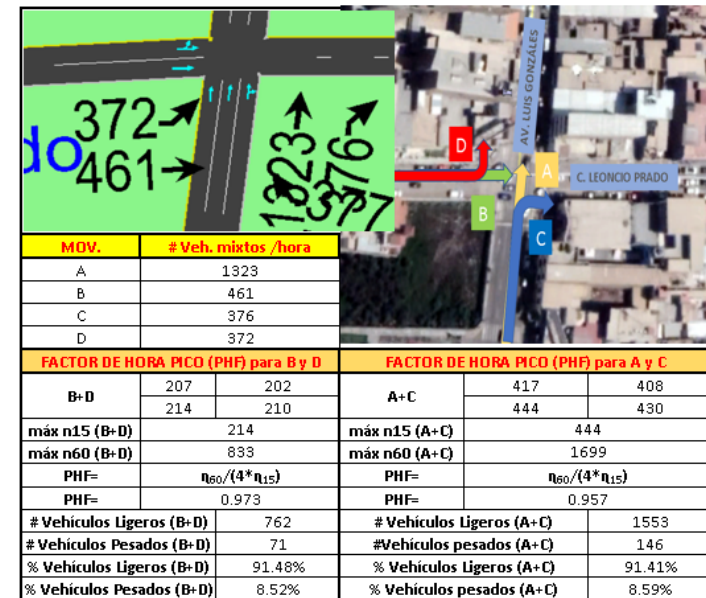 do
372
461
1323
376
377
AV. LUIS GONZÁLES
C. LEONCIO PRADO
D
A
B
C
MOV. # Veh. mixtos /hora
A 1323
B 461
C 376
D 372
FACTOR DE HORA PICO (PHF) para B y D
B+D 207 202
214 210
máx n15 (B+D) 214
máx n60 (B+D) 833
PHF= η60/(4*η15)
PHF= 0.973
# Vehículos Ligeros (B+D) 762
# Vehículos Pesados (B+D) 71
% Vehículos Ligeros (B+D) 91.48%
% Vehículos Pesados (B+D) 8.52%
FACTOR DE HORA PICO (PHF) para A y C
A+C 417 408
444 430
máx n15 (A+C) 444
máx n60 (A+C) 1699
PHF= η60/(4*η15)
PHF= 0.957
# Vehículos Ligeros (A+C) 1553
#Vehículos pesados (A+C) 146
% Vehículos Ligeros (A+C) 91.41%
% Vehículos pesados (A+C) 8.59%